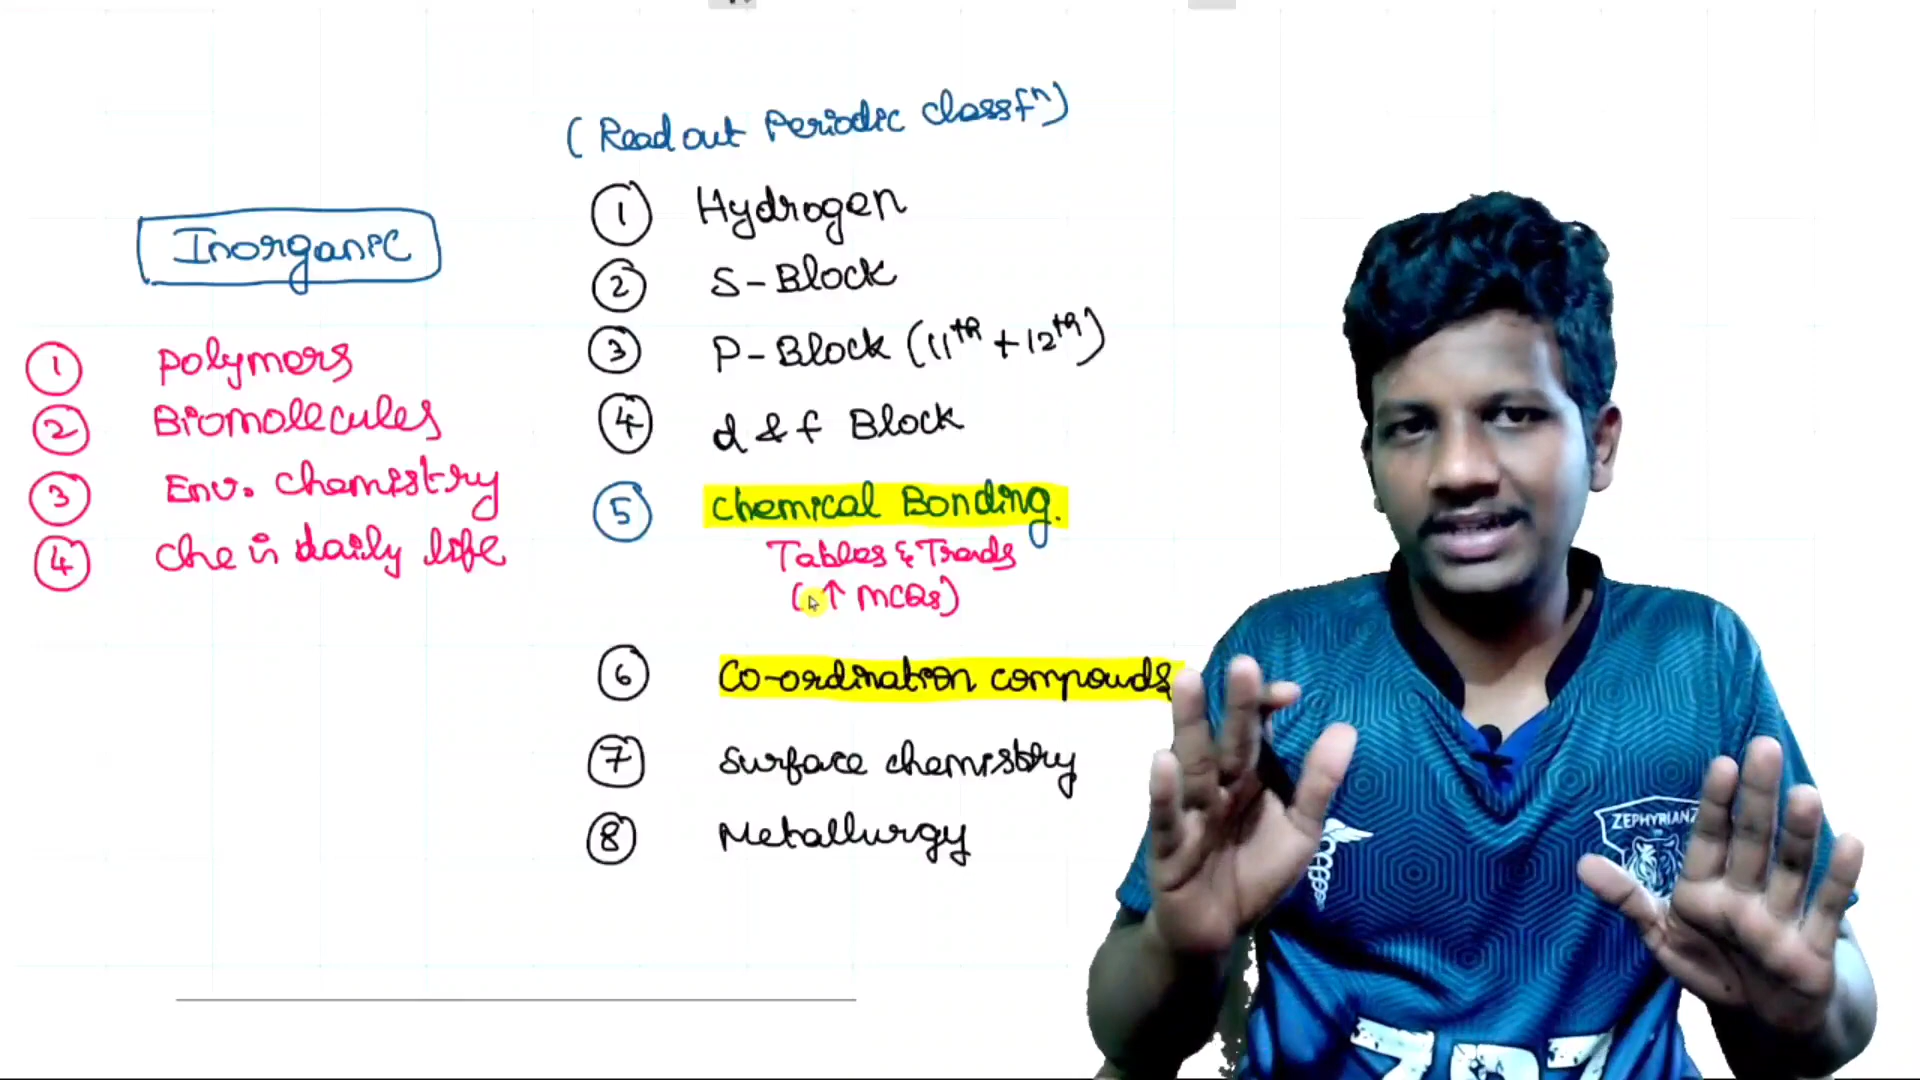 (Read out Periodic classfⁿ)
Inorganic
① Polymers
② Biomolecules
③ Env. chemistry
④ Che in daily life
① Hydrogen
② S-Block
③ P-Block (11th + 12th)
④ d & f Block
⑤ Chemical Bonding.
Tables & Trends
(↑ MCQs)
⑥ Co-ordination compounds
⑦ Surface chemistry
⑧ Metallurgy
ZEPHYRIANZ